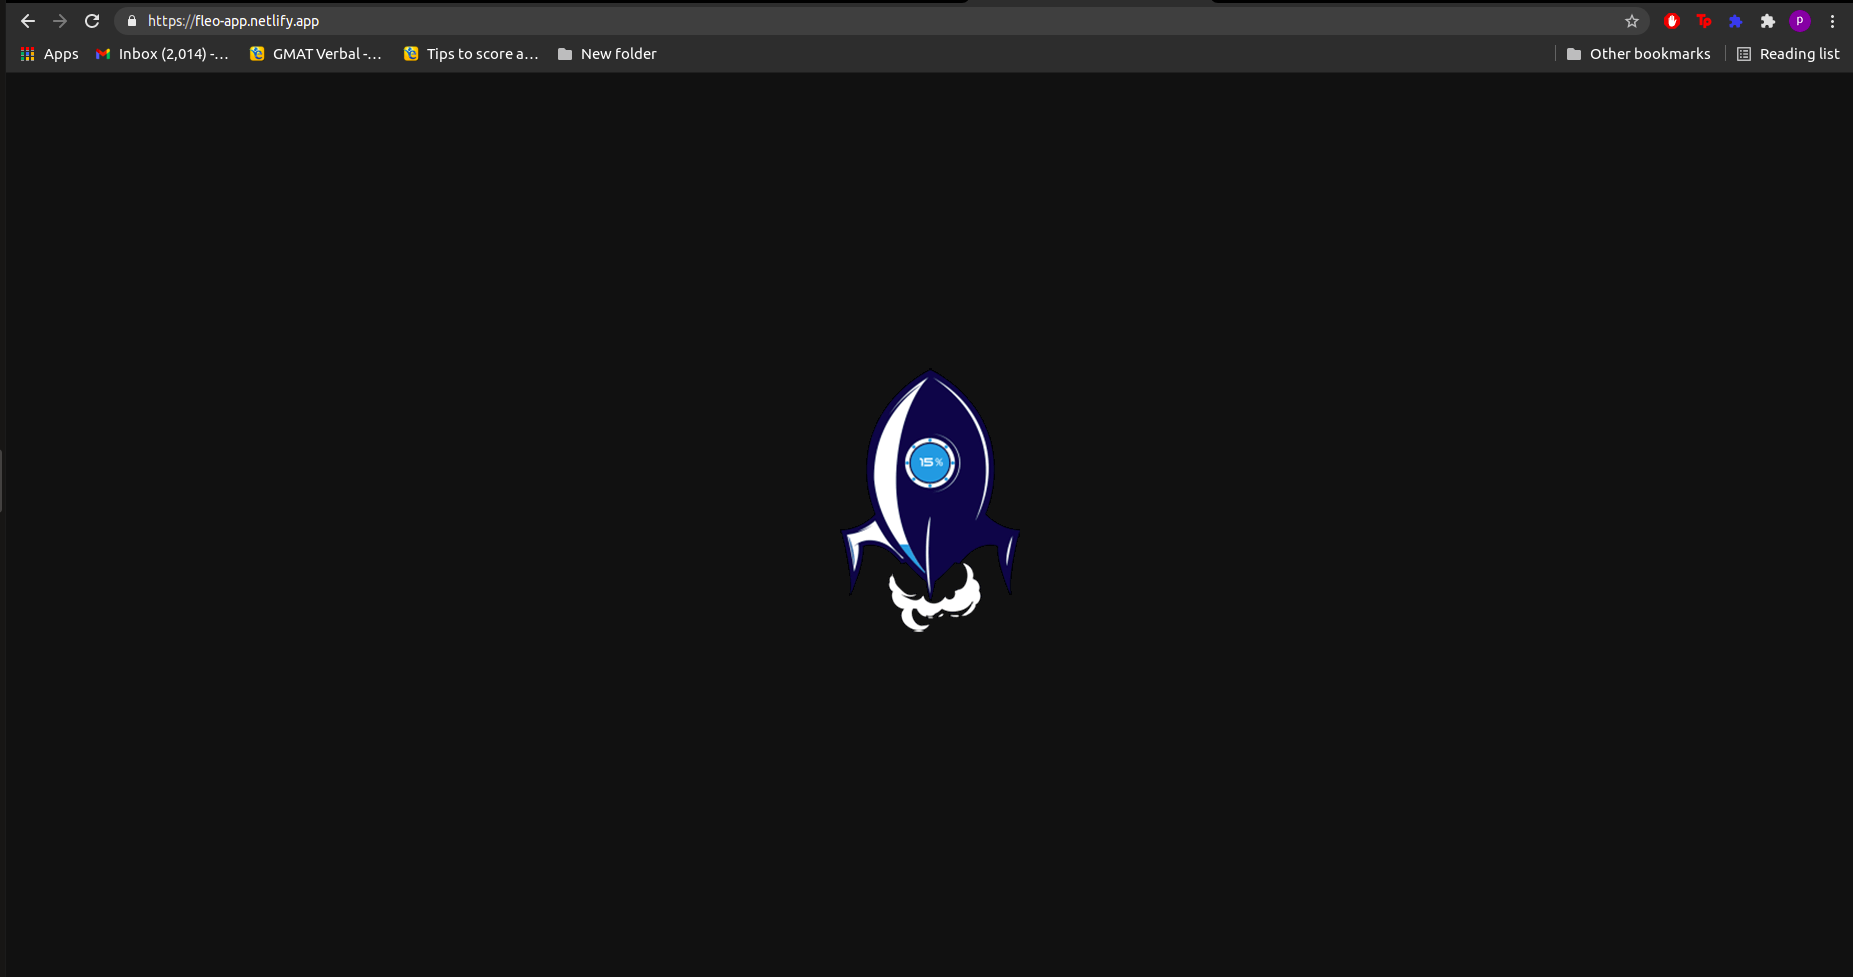 https://fleo-app.netlify.app
p
Apps Inbox (2,014) -... GMAT Verbal -... Tips to score a... New folder Other bookmarks Reading list
15%